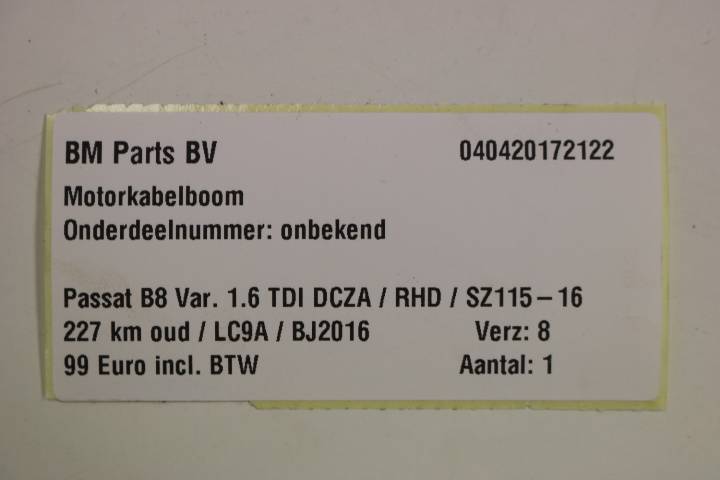 BM Parts BV 040420172122
Motorkabelboom
Onderdeelnummer: onbekend
Passat B8 Var. 1.6 TDI DCZA / RHD / SZ115-16
227 km oud / LC9A / BJ2016 Verz: 8
99 Euro incl. BTW Aantal: 1